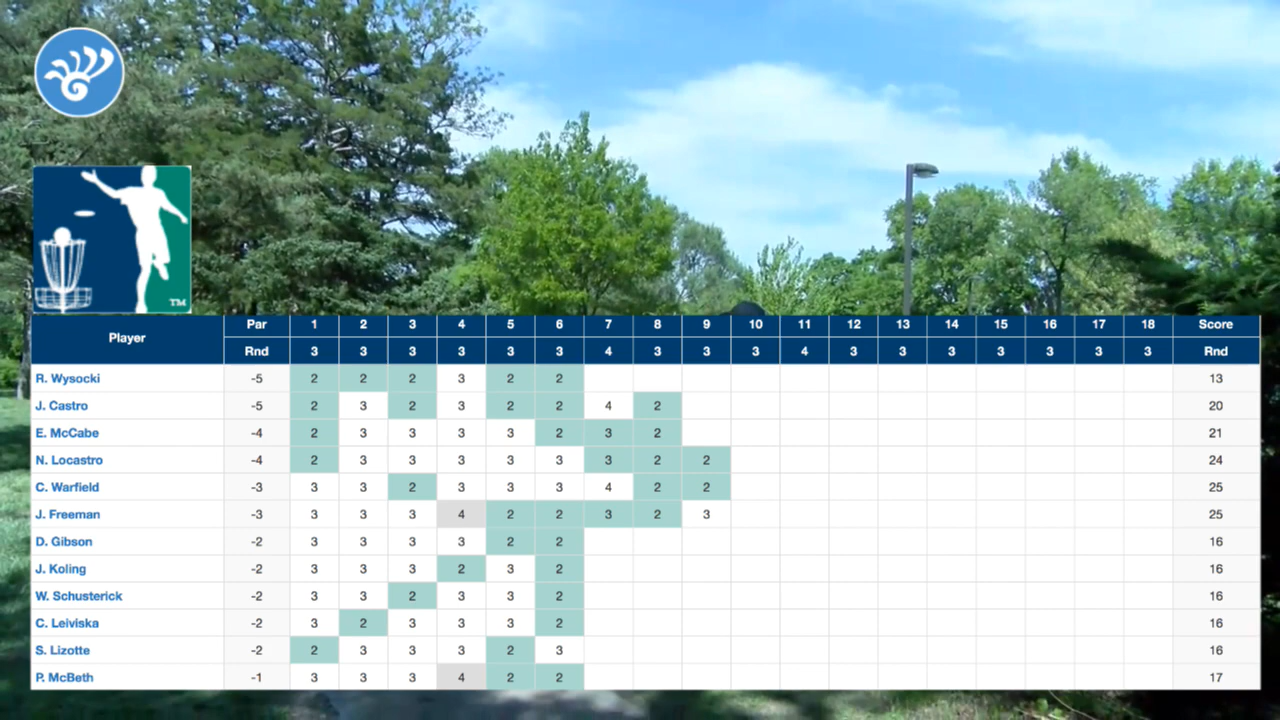 ™
Player Par 1 2 3 4 5 6 7 8 9 10 11 12 13 14 15 16 17 18 Score
Rnd 3 3 3 3 3 3 4 3 3 3 4 3 3 3 3 3 3 3 Rnd
R. Wysocki -5 2 2 2 3 2 2 13
J. Castro -5 2 3 2 3 2 2 4 2 20
E. McCabe -4 2 3 3 3 3 2 3 2 21
N. Locastro -4 2 3 3 3 3 3 3 2 2 24
C. Warfield -3 3 3 2 3 3 3 4 2 2 25
J. Freeman -3 3 3 3 4 2 2 3 2 3 25
D. Gibson -2 3 3 3 3 2 2 16
J. Koling -2 3 3 3 2 3 2 16
W. Schusterick -2 3 3 2 3 3 2 16
C. Leiviska -2 3 2 3 3 3 2 16
S. Lizotte -2 2 3 3 3 2 3 16
P. McBeth -1 3 3 3 4 2 2 17